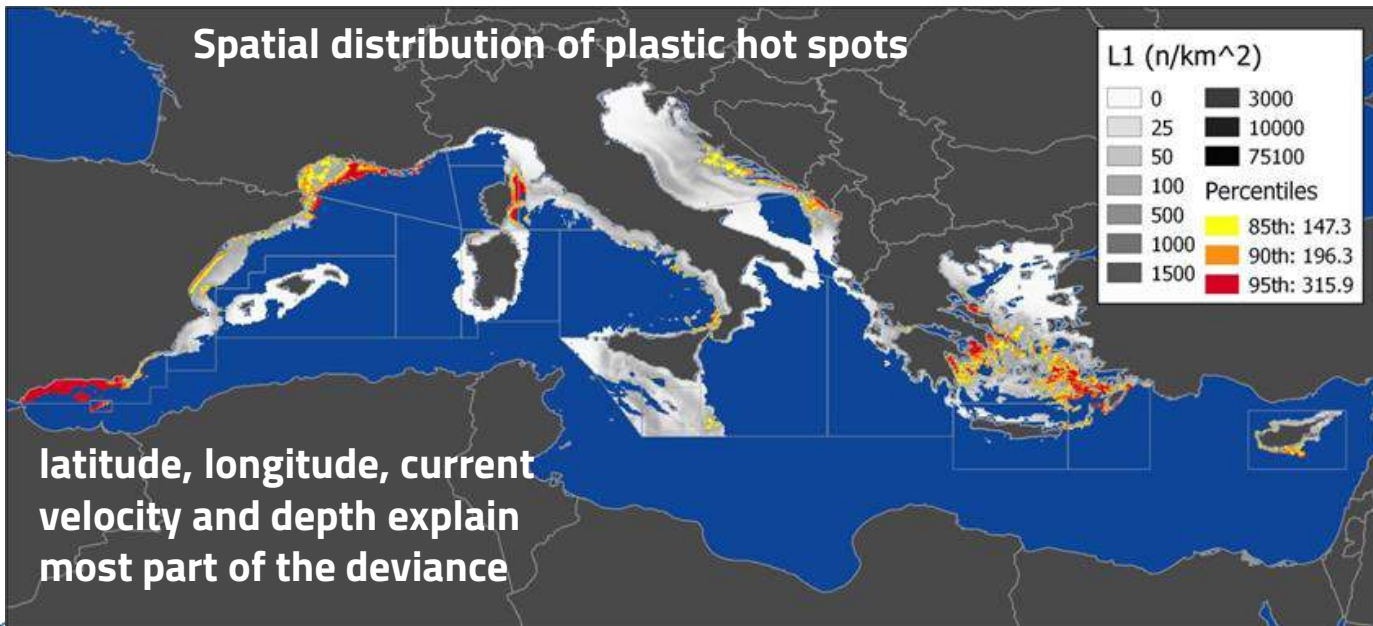 Spatial distribution of plastic hot spots
L1 (n/km^2)
0
25
50
100
500
1000
1500
3000
10000
75100
Percentiles
85th: 147.3
90th: 196.3
95th: 315.9
latitude, longitude, current
velocity and depth explain
most part of the deviance